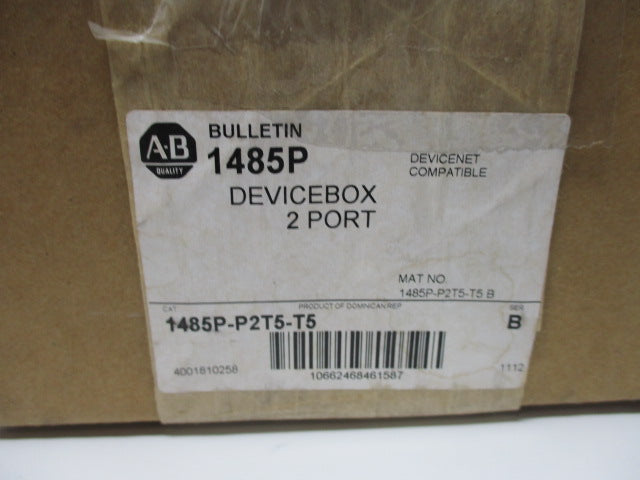 A·B
QUALITY
BULLETIN
1485P
DEVICEBOX
2 PORT
DEVICENET
COMPATIBLE
MAT NO.
1485P-P2T5-T5 B
CAT
PRODUCT OF DOMINICAN REP
SER
1485P-P2T5-T5
B
4001810258
10662468461587
1112